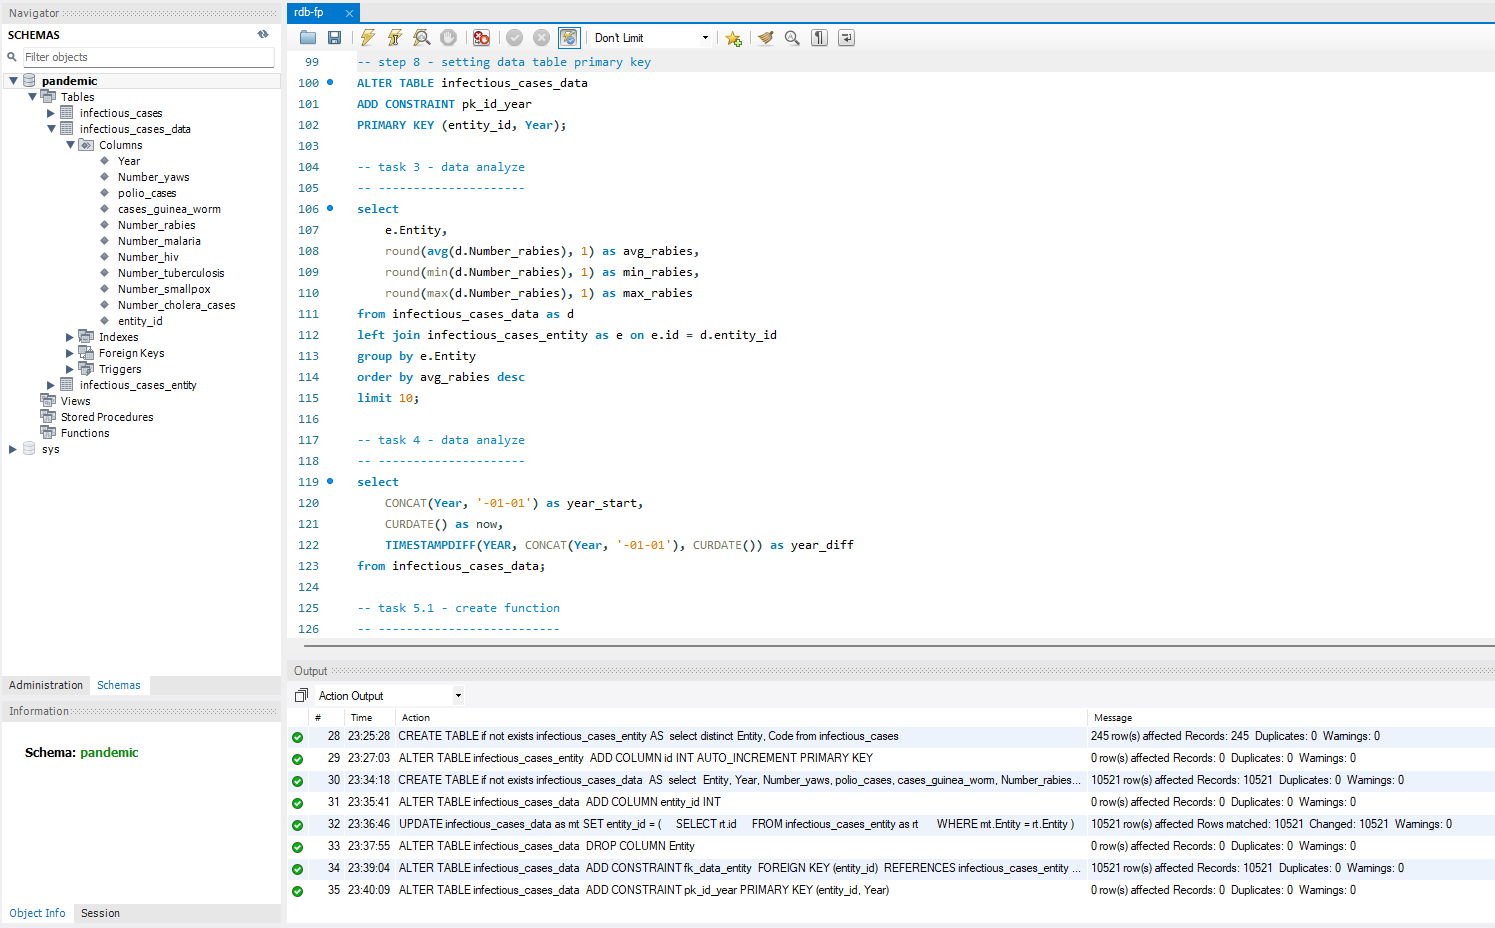 Navigator
SCHEMAS
Filter objects
pandemic
Tables
infectious_cases
infectious_cases_data
Columns
Year
Number_yaws
polio_cases
cases_guinea_worm
Number_rabies
Number_malaria
Number_hiv
Number_tuberculosis
Number_smallpox
Number_cholera_cases
entity_id
Indexes
Foreign Keys
Triggers
infectious_cases_entity
Views
Stored Procedures
Functions
sys
Administration Schemas
Information
Schema: pandemic
Object Info Session
rdb-fp
Don't Limit
99 -- step 8 - setting data table primary key
100 ALTER TABLE infectious_cases_data
101 ADD CONSTRAINT pk_id_year
102 PRIMARY KEY (entity_id, Year);
103
104 -- task 3 - data analyze
105 -- ---------------------
106 select
107 e.Entity,
108 round(avg(d.Number_rabies), 1) as avg_rabies,
109 round(min(d.Number_rabies), 1) as min_rabies,
110 round(max(d.Number_rabies), 1) as max_rabies
111 from infectious_cases_data as d
112 left join infectious_cases_entity as e on e.id = d.entity_id
113 group by e.Entity
114 order by avg_rabies desc
115 limit 10;
116
117 -- task 4 - data analyze
118 -- ---------------------
119 select
120 CONCAT(Year, '-01-01') as year_start,
121 CURDATE() as now,
122 TIMESTAMPDIFF(YEAR, CONCAT(Year, '-01-01'), CURDATE()) as year_diff
123 from infectious_cases_data;
124
125 -- task 5.1 - create function
126 -- --------------------------
Output
Action Output
# Time Action Message
28 23:25:28 CREATE TABLE if not exists infectious_cases_entity AS select distinct Entity, Code from infectious_cases 245 row(s) affected Records: 245 Duplicates: 0 Warnings: 0
29 23:27:03 ALTER TABLE infectious_cases_entity ADD COLUMN id INT AUTO_INCREMENT PRIMARY KEY 0 row(s) affected Records: 0 Duplicates: 0 Warnings: 0
30 23:34:18 CREATE TABLE if not exists infectious_cases_data AS select Entity, Year, Number_yaws, polio_cases, cases_guinea_worm, Number_rabies... 10521 row(s) affected Records: 10521 Duplicates: 0 Warnings: 0
31 23:35:41 ALTER TABLE infectious_cases_data ADD COLUMN entity_id INT 0 row(s) affected Records: 0 Duplicates: 0 Warnings: 0
32 23:36:46 UPDATE infectious_cases_data as mt SET entity_id = ( SELECT rt.id FROM infectious_cases_entity as rt WHERE mt.Entity = rt.Entity ) 10521 row(s) affected Rows matched: 10521 Changed: 10521 Warnings: 0
33 23:37:55 ALTER TABLE infectious_cases_data DROP COLUMN Entity 0 row(s) affected Records: 0 Duplicates: 0 Warnings: 0
34 23:39:04 ALTER TABLE infectious_cases_data ADD CONSTRAINT fk_data_entity FOREIGN KEY (entity_id) REFERENCES infectious_cases_entity ... 10521 row(s) affected Records: 10521 Duplicates: 0 Warnings: 0
35 23:40:09 ALTER TABLE infectious_cases_data ADD CONSTRAINT pk_id_year PRIMARY KEY (entity_id, Year) 0 row(s) affected Records: 0 Duplicates: 0 Warnings: 0